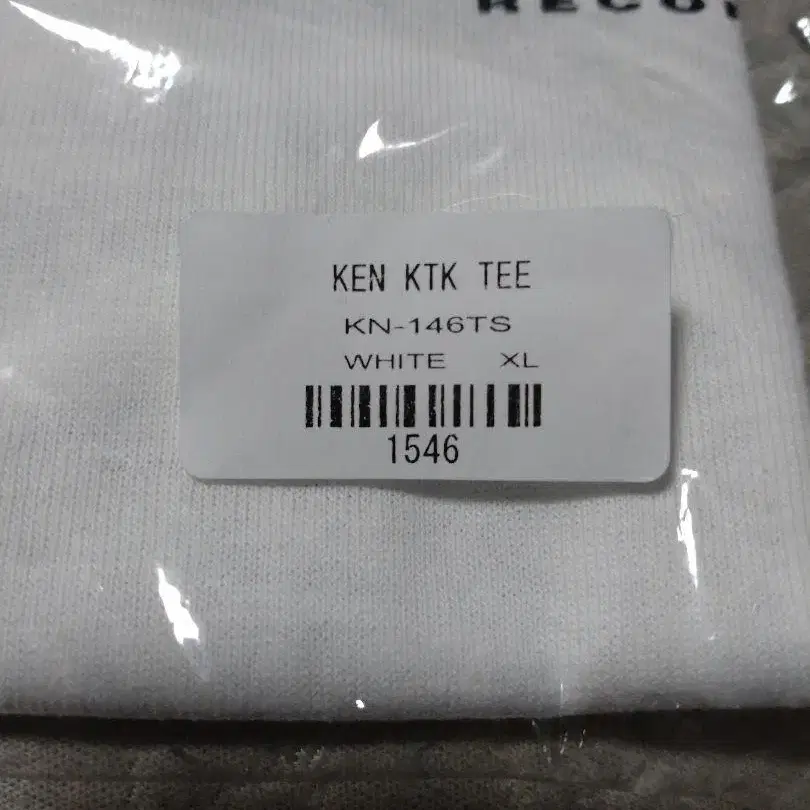 KEN KTK TEE
KN-146TS
WHITE XL
1546